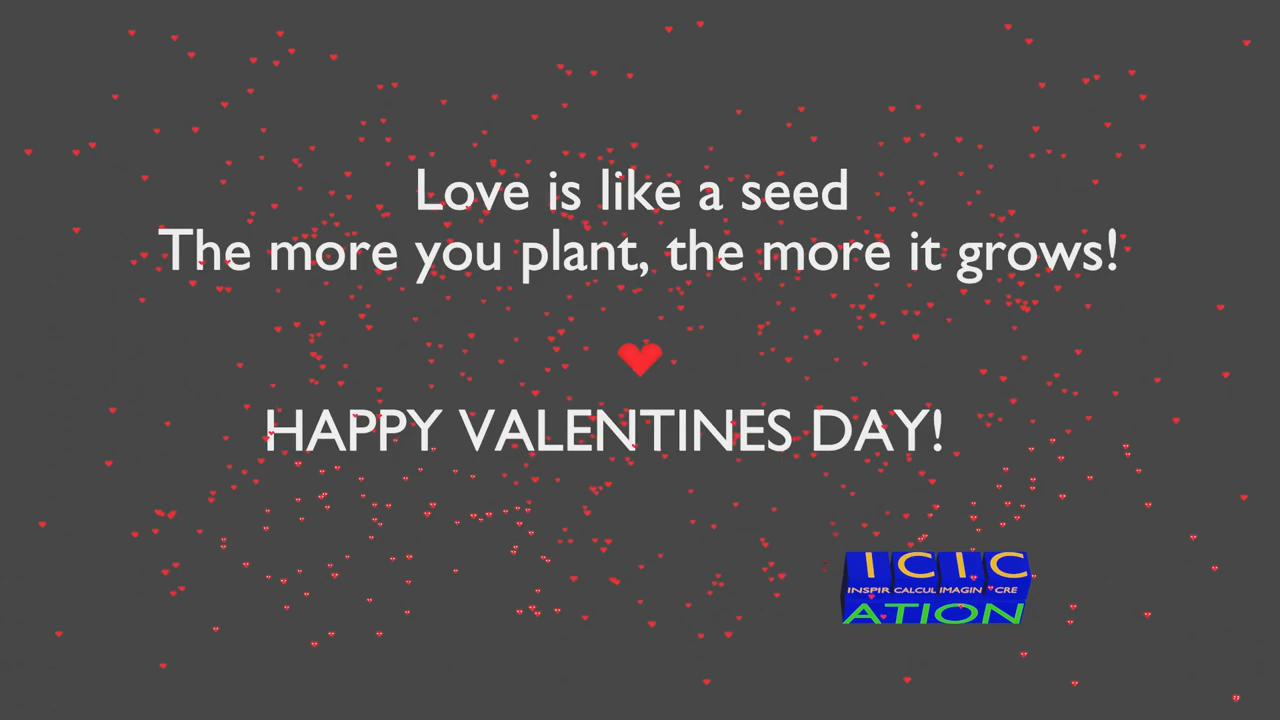 Love is like a seed
The more you plant, the more it grows!
HAPPY VALENTINES DAY!
I C I C
INSPIR CALCUL IMAGIN CRE
ATION